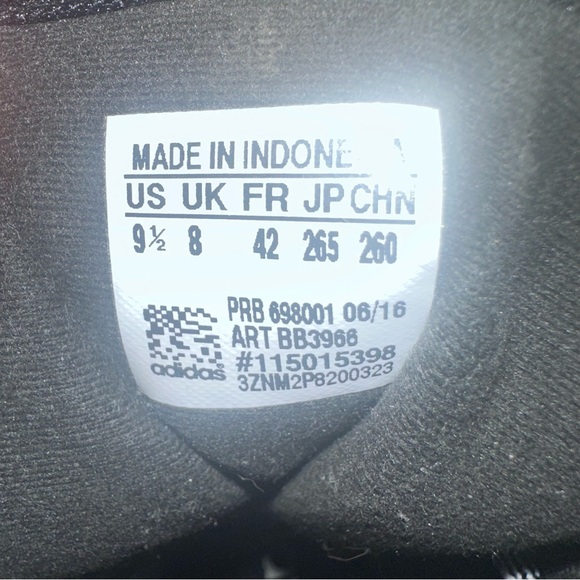 MADE IN INDONE A
US UK FR JP CHN
9½ 8 42 265 260
PRB 698001 06/16
ART BB3966
#115015398
3ZNM2P8200323
adidas